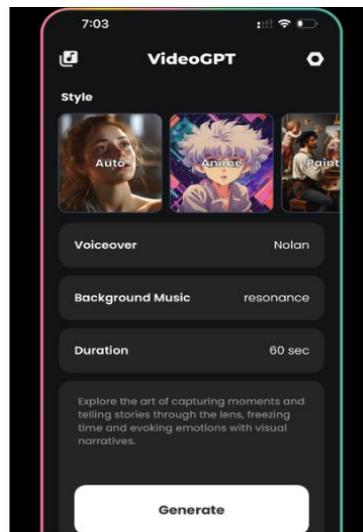 7:03
VideoGPT
Style
Auto
Anime
Paint
Voiceover Nolan
Background Music resonance
Duration 60 sec
Explore the art of capturing moments and
telling stories through the lens, freezing
time and evoking emotions with visual
narratives.
Generate